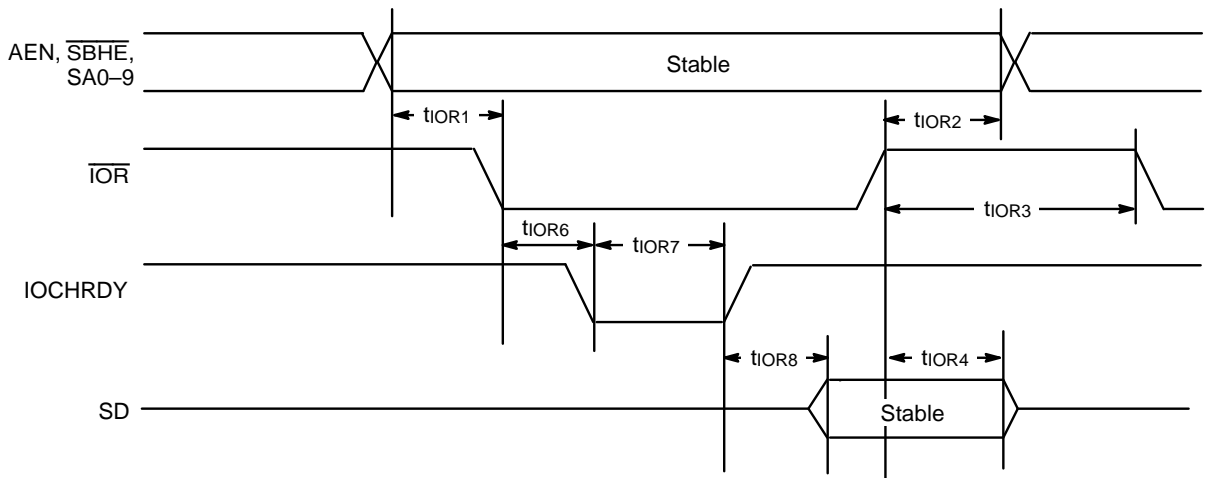 AEN, SBHE,
SA0–9
Stable
tIOR1
tIOR2
IOR
tIOR3
tIOR6
tIOR7
IOCHRDY
tIOR8
tIOR4
SD
Stable